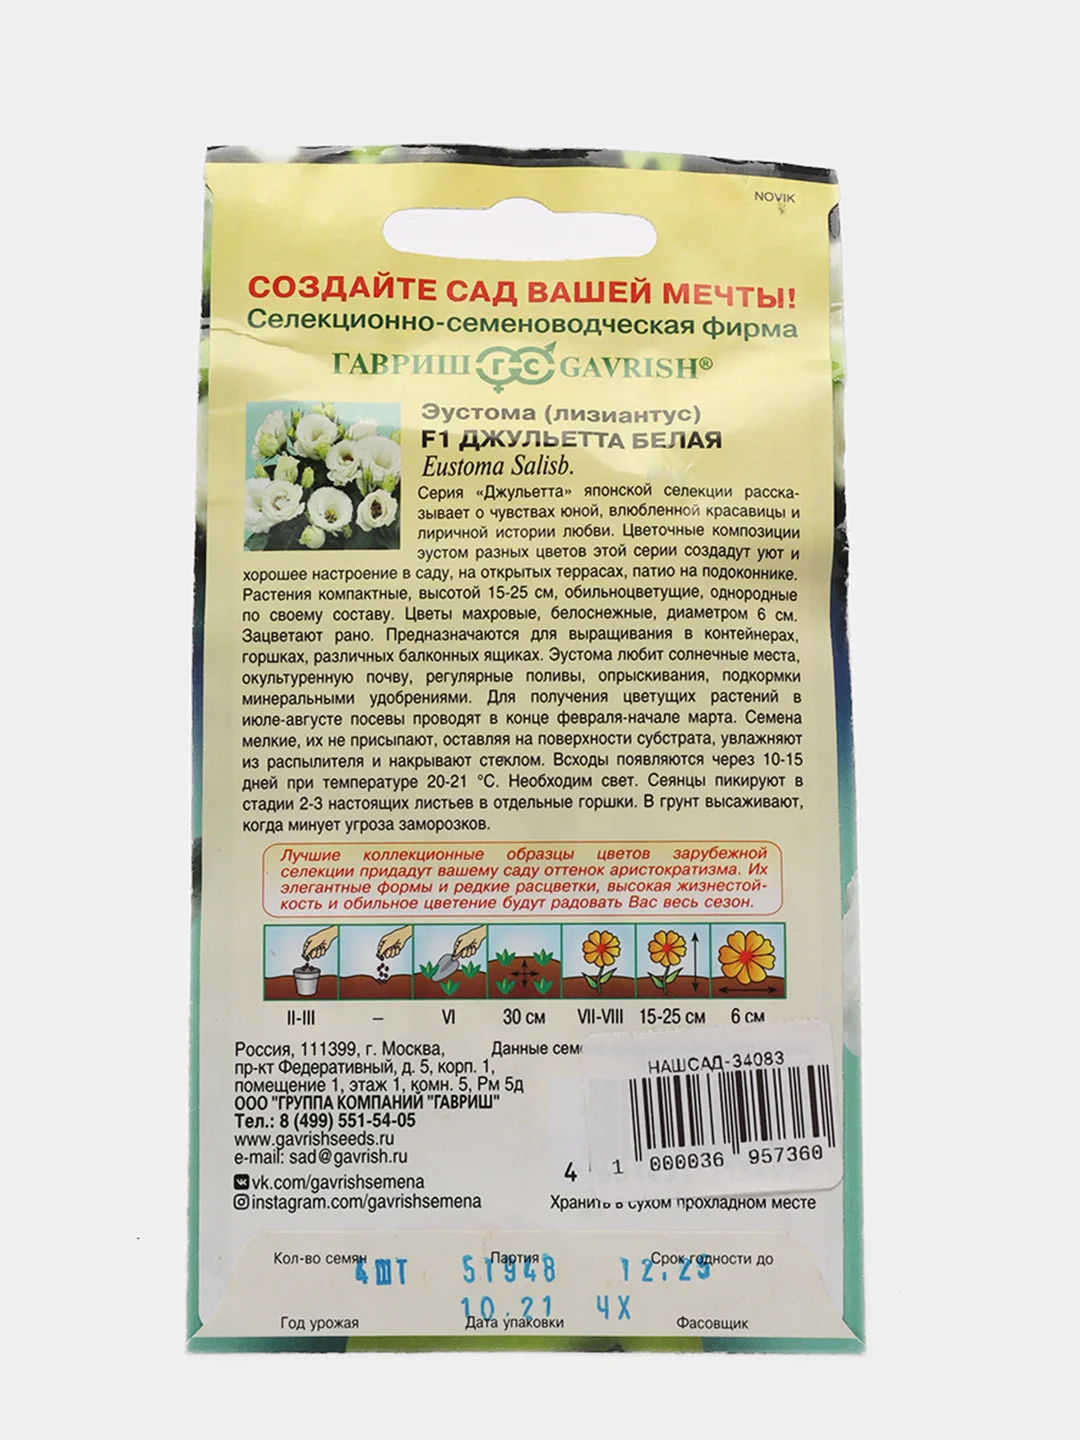 NOVIK
СОЗДАЙТЕ САД ВАШЕЙ МЕЧТЫ!
Селекционно-семеноводческая фирма
ГАВРИШ ГС GAVRISH®
Эустома (лизиантус)
F1 ДЖУЛЬЕТТА БЕЛАЯ
Eustoma Salisb.
Серия «Джульетта» японской селекции расска-
зывает о чувствах юной, влюбленной красавицы и
лиричной истории любви. Цветочные композиции
эустом разных цветов этой серии создадут уют и
хорошее настроение в саду, на открытых террасах, патио на подоконнике.
Растения компактные, высотой 15-25 см, обильноцветущие, однородные
по своему составу. Цветы махровые, белоснежные, диаметром 6 см.
Зацветают рано. Предназначаются для выращивания в контейнерах,
горшках, различных балконных ящиках. Эустома любит солнечные места,
окультуренную почву, регулярные поливы, опрыскивания, подкормки
минеральными удобрениями. Для получения цветущих растений в
июле-августе посевы проводят в конце февраля-начале марта. Семена
мелкие, их не присыпают, оставляя на поверхности субстрата, увлажняют
из распылителя и накрывают стеклом. Всходы появляются через 10-15
дней при температуре 20-21 °С. Необходим свет. Сеянцы пикируют в
стадии 2-3 настоящих листьев в отдельные горшки. В грунт высаживают,
когда минует угроза заморозков.
Лучшие коллекционные образцы цветов зарубежной
селекции придадут вашему саду оттенок аристократизма. Их
элегантные формы и редкие расцветки, высокая жизнестой-
кость и обильное цветение будут радовать Вас весь сезон.
II-III – VI 30 см VII-VIII 15-25 см 6 см
Россия, 111399, г. Москва,
пр-кт Федеративный, д. 5, корп. 1,
помещение 1, этаж 1, комн. 5, Рм 5д
ООО "ГРУППА КОМПАНИЙ "ГАВРИШ"
Тел.: 8 (499) 551-54-05
www.gavrishseeds.ru
e-mail: sad@gavrish.ru
vk.com/gavrishsemena
instagram.com/gavrishsemena
Данные
НАШСАД-34083
4
1 000036 957360
Хранить в сухом прохладном месте
Кол-во семян Партия Срок годности до
4ШТ 51948 12.25
10.21 ЧХ
Год урожая Дата упаковки Фасовщик